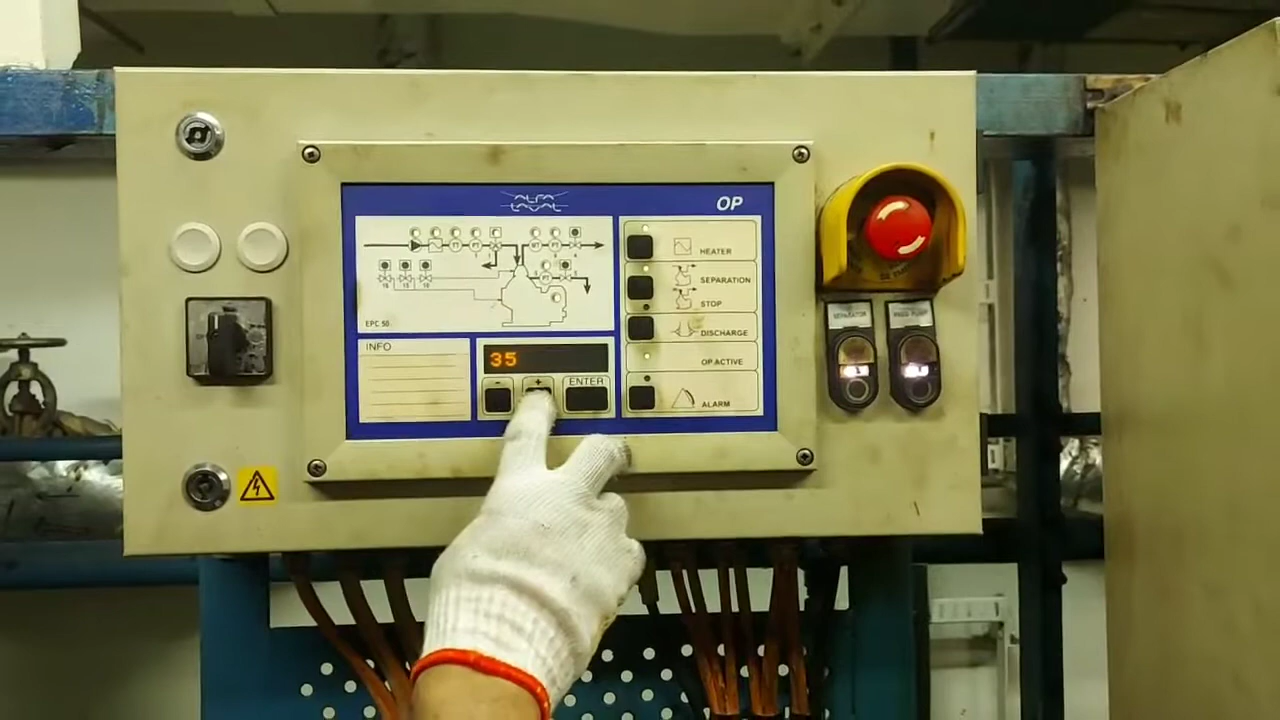 ALFA
LAVAL
OP
HEATER
SEPARATION
STOP
DISCHARGE
OP.ACTIVE
ALARM
EPC 50
INFO
35
-
+
ENTER
SEPARATOR
FEED PUMP